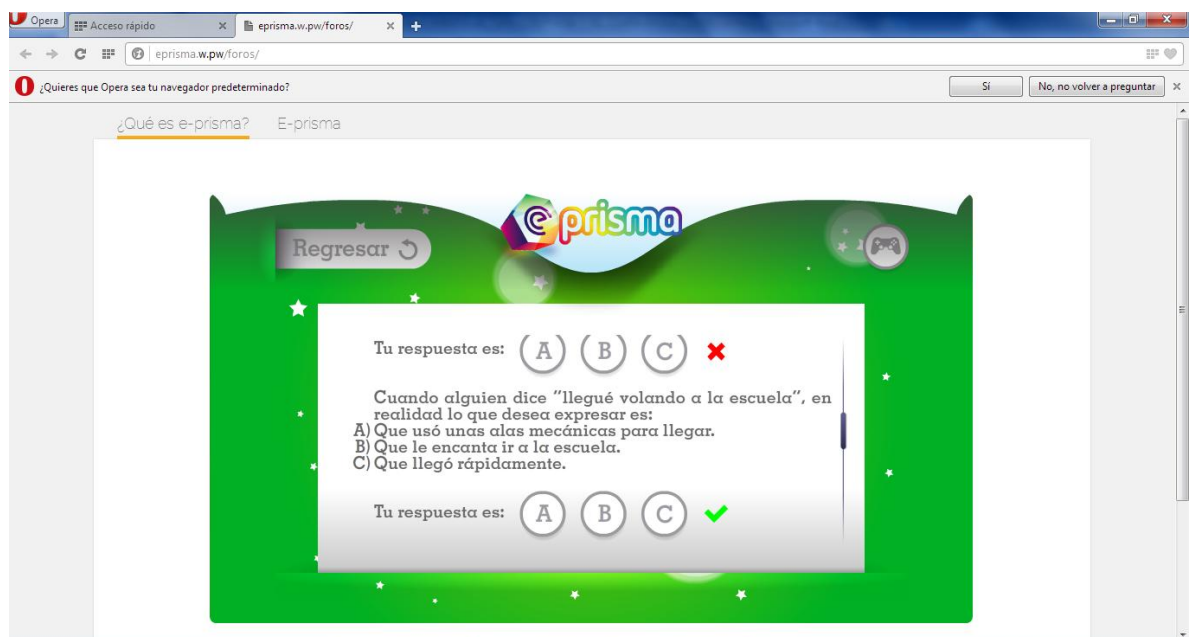 Opera
Acceso rápido
eprisma.w.pw/foros/
eprisma.w.pw/foros/
¿Quieres que Opera sea tu navegador predeterminado?
Sí
No, no volver a preguntar
¿Qué es e-prisma?
E-prisma
e prisma
Regresar
Tu respuesta es: A B C
Cuando alguien dice "llegué volando a la escuela", en
realidad lo que desea expresar es:
A) Que usó unas alas mecánicas para llegar.
B) Que le encanta ir a la escuela.
C) Que llegó rápidamente.
Tu respuesta es: A B C